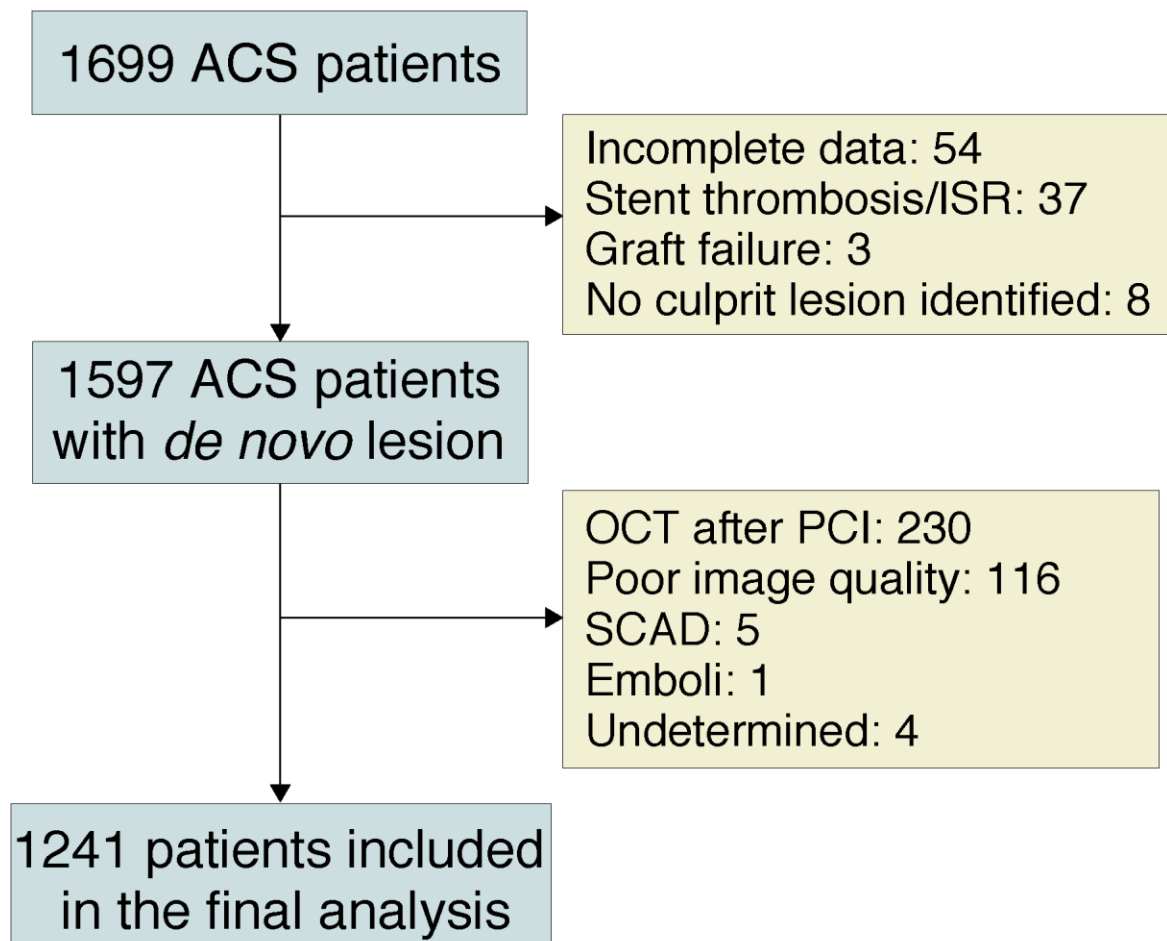 1699 ACS patients
Incomplete data: 54
Stent thrombosis/ISR: 37
Graft failure: 3
No culprit lesion identified: 8
1597 ACS patients
with de novo lesion
OCT after PCI: 230
Poor image quality: 116
SCAD: 5
Emboli: 1
Undetermined: 4
1241 patients included
in the final analysis